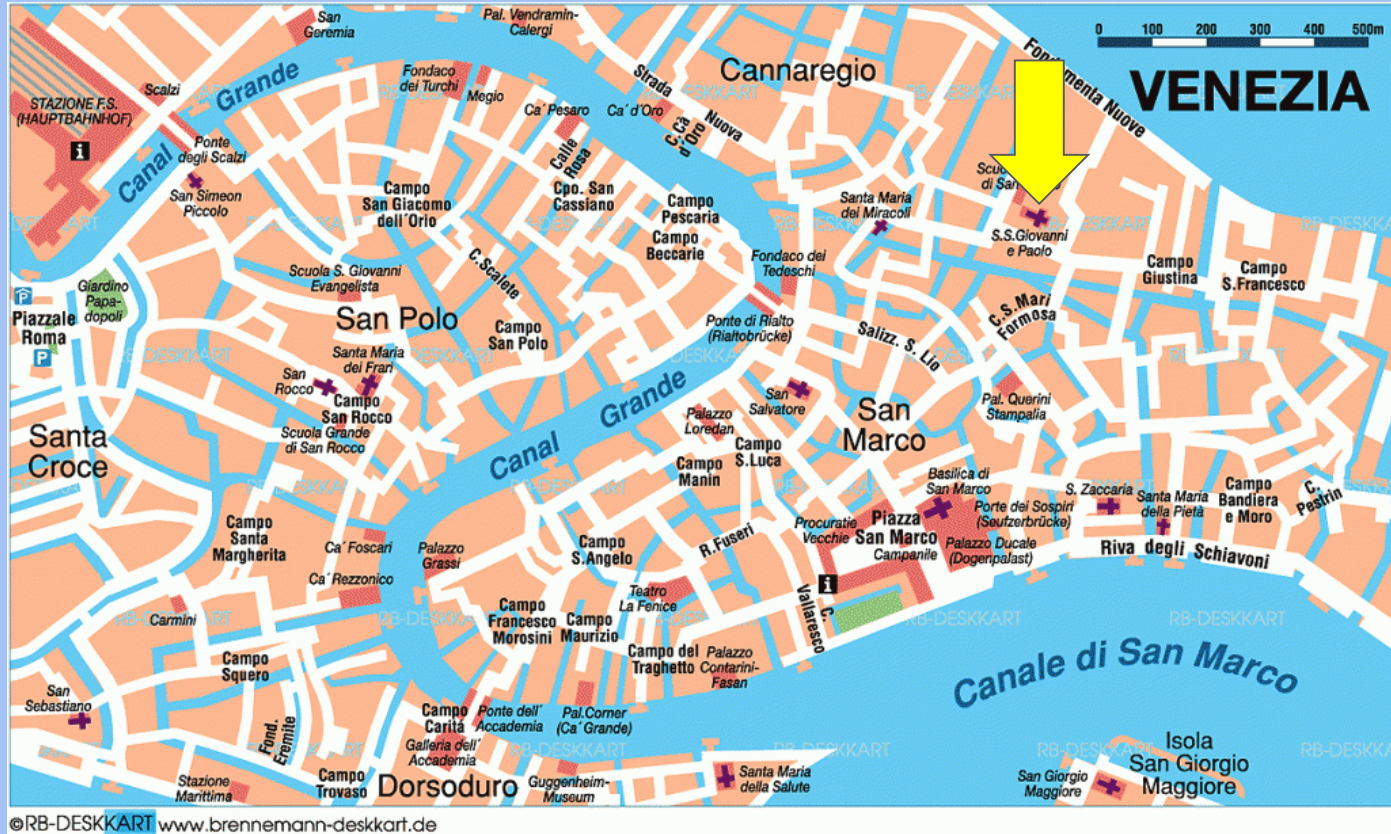 San
Geremia
Pal. Vendramin-
Calergi
0 100 200 300 400 500m
VENEZIA
Fondamenta Nuove
Cannaregio
Strada
Nuova
Canal Grande
Fondaco
dei Turchi
Megio
Ca´ Pesaro
Ca´ d'Oro
C. Ca
d'Oro
Calle
Rosa
Scalzi
STAZIONE F.S.
(HAUPTBAHNHOF)
i
Ponte
degli Scalzi
San Simeon
Piccolo
Campo
San Giacomo
dell´Orio
Cpo. San
Cassiano
Campo
Pescaria
Campo
Beccarie
Santa Maria
dei Miracoli
di San
S.S.Giovanni
e Paolo
Campo
Giustina
Campo
S.Francesco
Fondaco dei
Tedeschi
C.Scalete
Scuola S. Giovanni
Evangelista
Giardino
Papa-
dopoli
P
Piazzale
Roma
P
San Polo
Campo
San Polo
Ponte di Rialto
(Rialtobrücke)
Salizz. S. Lio
C.S. Mari
Formosa
Santa Maria
dei Frari
San
Rocco
Campo
San Rocco
Scuola Grande
di San Rocco
Canal Grande
San
Salvatore
Palazzo
Loredan
San
Marco
Pal. Querini
Stampalia
Santa
Croce
Campo
S.Luca
Campo
Manin
Basilica di
San Marco
Porte dei Sospiri
(Seutzerbrücke)
S. Zaccaria
Santa Maria
della Pietà
Campo
Bandiera
e Moro
C.
Pestrin
Campo
Santa
Margherita
Ca´ Foscari
Ca´ Rezzonico
Palazzo
Grassi
Campo
S.Angelo
R.Fuseri
Procuratie
Vecchie
Piazza
San Marco
Campanile
Palazzo Ducale
(Dogenpalast)
Riva degli Schiavoni
i
C.
Vallaresco
Teatro
La Fenice
Campo
Francesco
Morosini
Campo
Maurizio
Campo del
Traghetto
Palazzo
Contarini-
Fasan
Carmini
Campo
Squero
San
Sebastiano
Fond.
Eremite
Canale di San Marco
Campo
Carità
Ponte dell´
Accademia
Pal.Corner
(Ca´ Grande)
Galleria dell´
Accademia
Stazione
Marittima
Campo
Trovaso
Dorsoduro
Guggenheim-
Museum
Santa Maria
della Salute
Isola
San Giorgio
Maggiore
San Giorgio
Maggiore
RB-DESKKART
©RB-DESKKART www.brennemann-deskkart.de